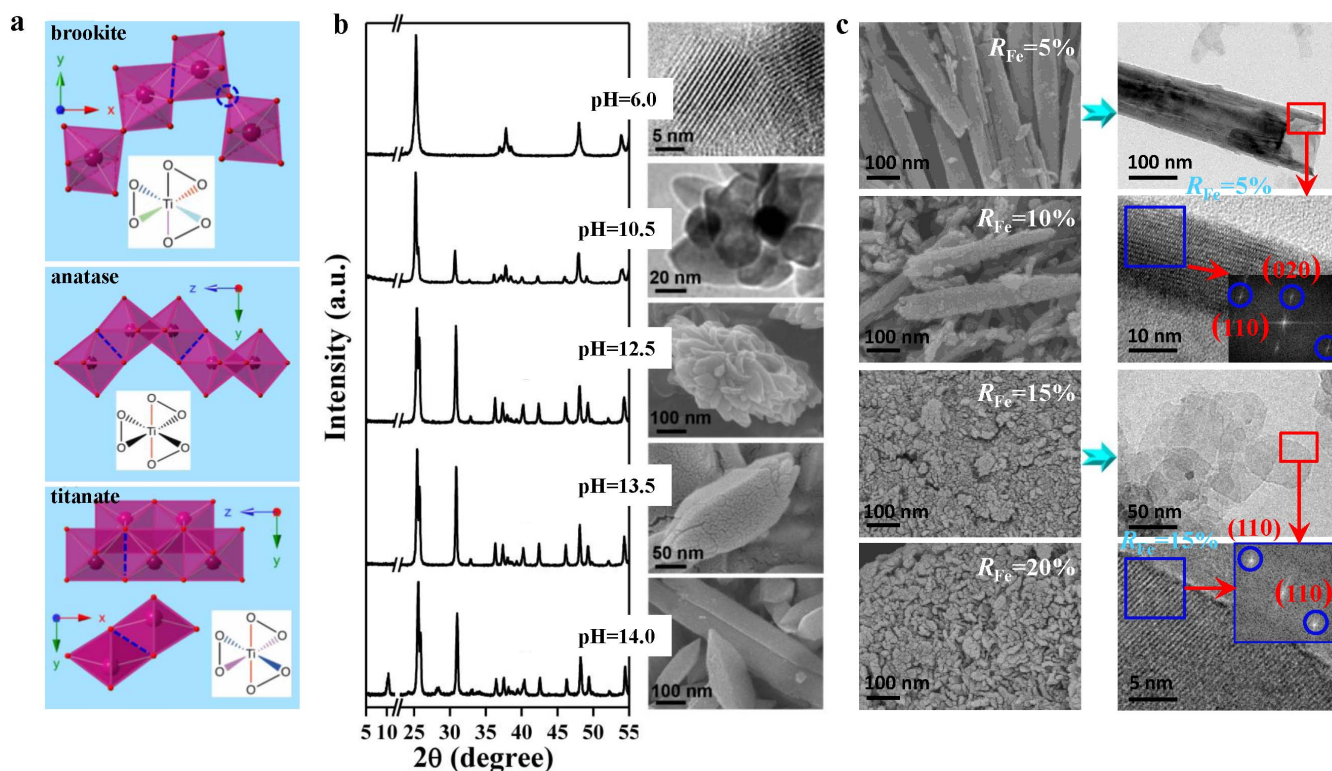 a
brookite
y
x
O
O
O
Ti
O
O
O
anatase
z
y
O
O
O
Ti
O
O
O
titanate
z
y
x
y
O
O
O
Ti
O
O
O
b
Intensity (a.u.)
pH=6.0
pH=10.5
pH=12.5
pH=13.5
pH=14.0
5 10 25 30 35 40 45 50 55
2θ (degree)
5 nm
20 nm
100 nm
50 nm
100 nm
c
RFe=5%
100 nm
100 nm
RFe=5%
RFe=10%
100 nm
(020)
(110)
10 nm
RFe=15%
100 nm
50 nm
(110)
RFe=15%
RFe=20%
(110)
100 nm
5 nm